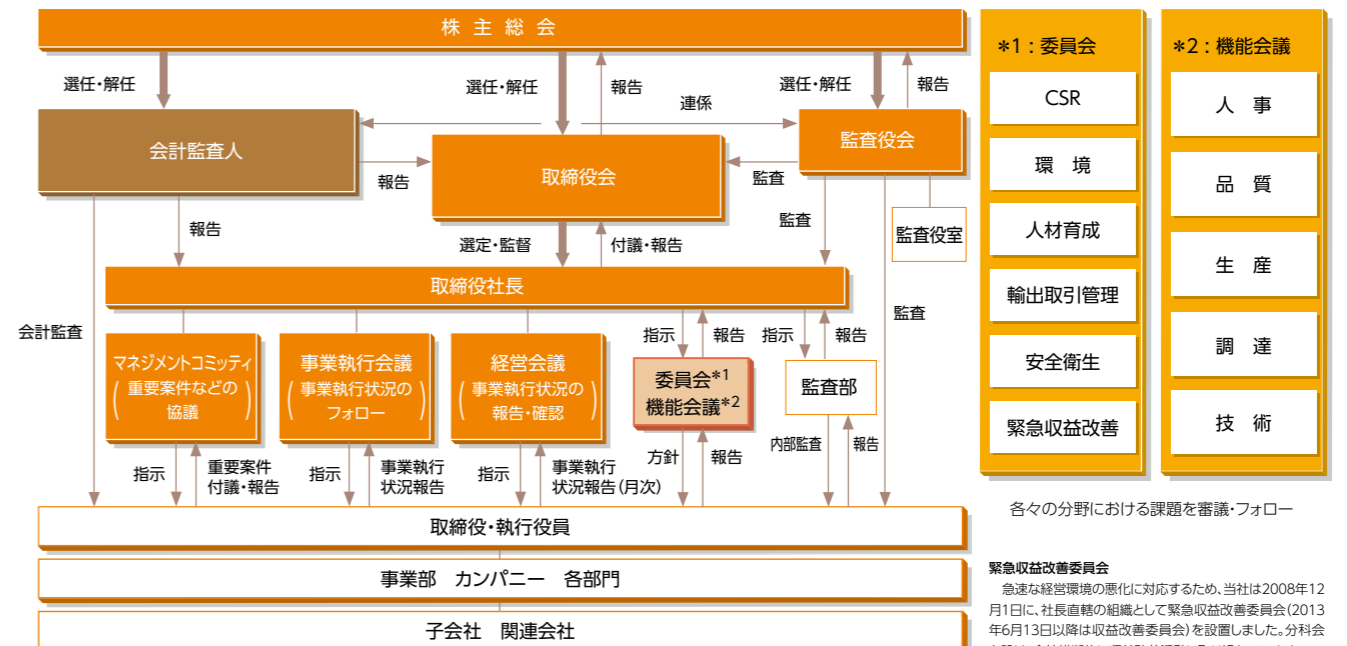 株主総会
選任・解任
選任・解任
報告
連係
選任・解任
報告
会計監査人
報告
取締役会
監査
監査役会
報告
選定・監督
付議・報告
監査
監査役室
取締役社長
会計監査
指示
報告
指示
報告
監査
マネジメントコミッティ
(重要案件などの
協議)
事業執行会議
(事業執行状況の
フォロー)
経営会議
(事業執行状況の
報告・確認)
委員会*1
機能会議*2
監査部
指示
重要案件
付議・報告
指示
事業執行
状況報告
指示
事業執行
状況報告(月次)
方針
報告
内部監査
報告
取締役・執行役員
事業部 カンパニー 各部門
子会社 関連会社
*1:委員会
CSR
環 境
人材育成
輸出取引管理
安全衛生
緊急収益改善
*2:機能会議
人 事
品 質
生 産
調 達
技 術
各々の分野における課題を審議・フォロー
緊急収益改善委員会
急速な経営環境の悪化に対応するため、当社は2008年12
月1日に、社長直轄の組織として緊急収益改善委員会(2013
年6月13日以降は収益改善委員会)を設置しました。分科会